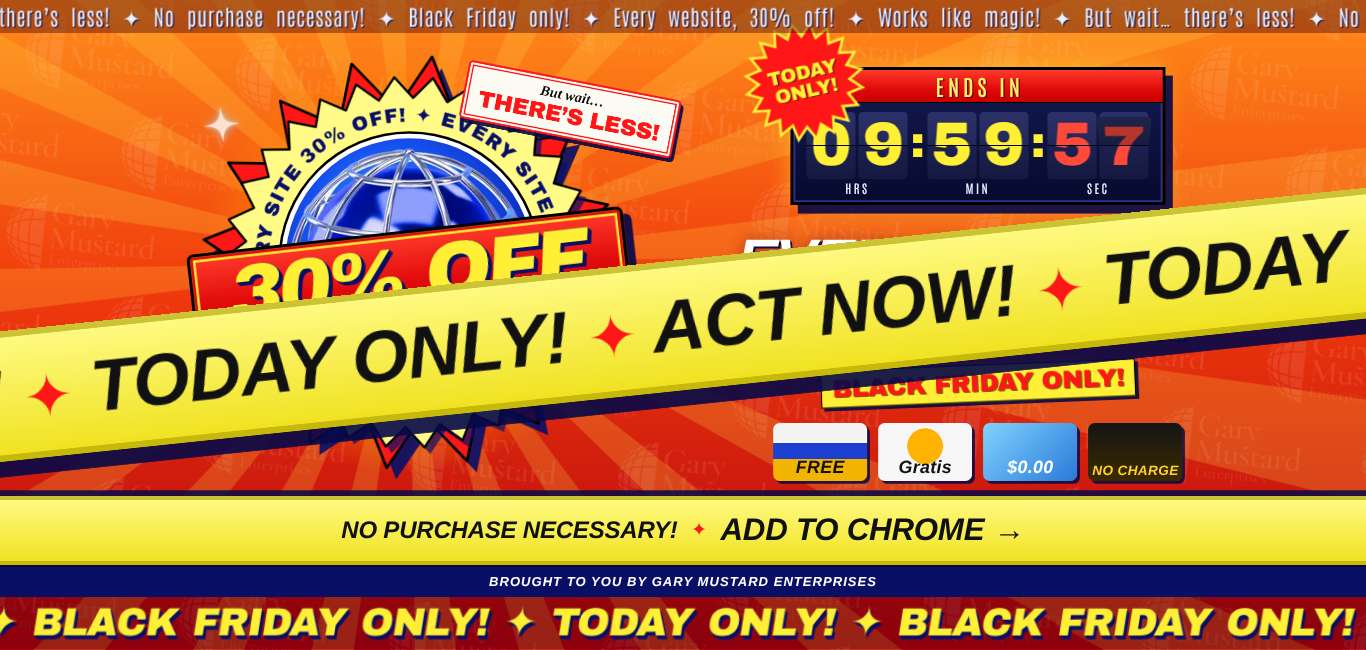 there's less! ✦ No purchase necessary! ✦ Black Friday only! ✦ Every website, 30% off! ✦ Works like magic! ✦ But wait… there's less! ✦ No
But wait…
THERE'S LESS!
SITE 30% OFF! ✦ EVERY SITE
30% OFF
TODAY ONLY!
ENDS IN
09:59:57
HRS MIN SEC
✦ TODAY ONLY! ✦ ACT NOW! ✦ TODAY
BLACK FRIDAY ONLY!
FREE Gratis $0.00 NO CHARGE
NO PURCHASE NECESSARY! ✦ ADD TO CHROME →
BROUGHT TO YOU BY GARY MUSTARD ENTERPRISES
✦ BLACK FRIDAY ONLY! ✦ TODAY ONLY! ✦ BLACK FRIDAY ONLY!